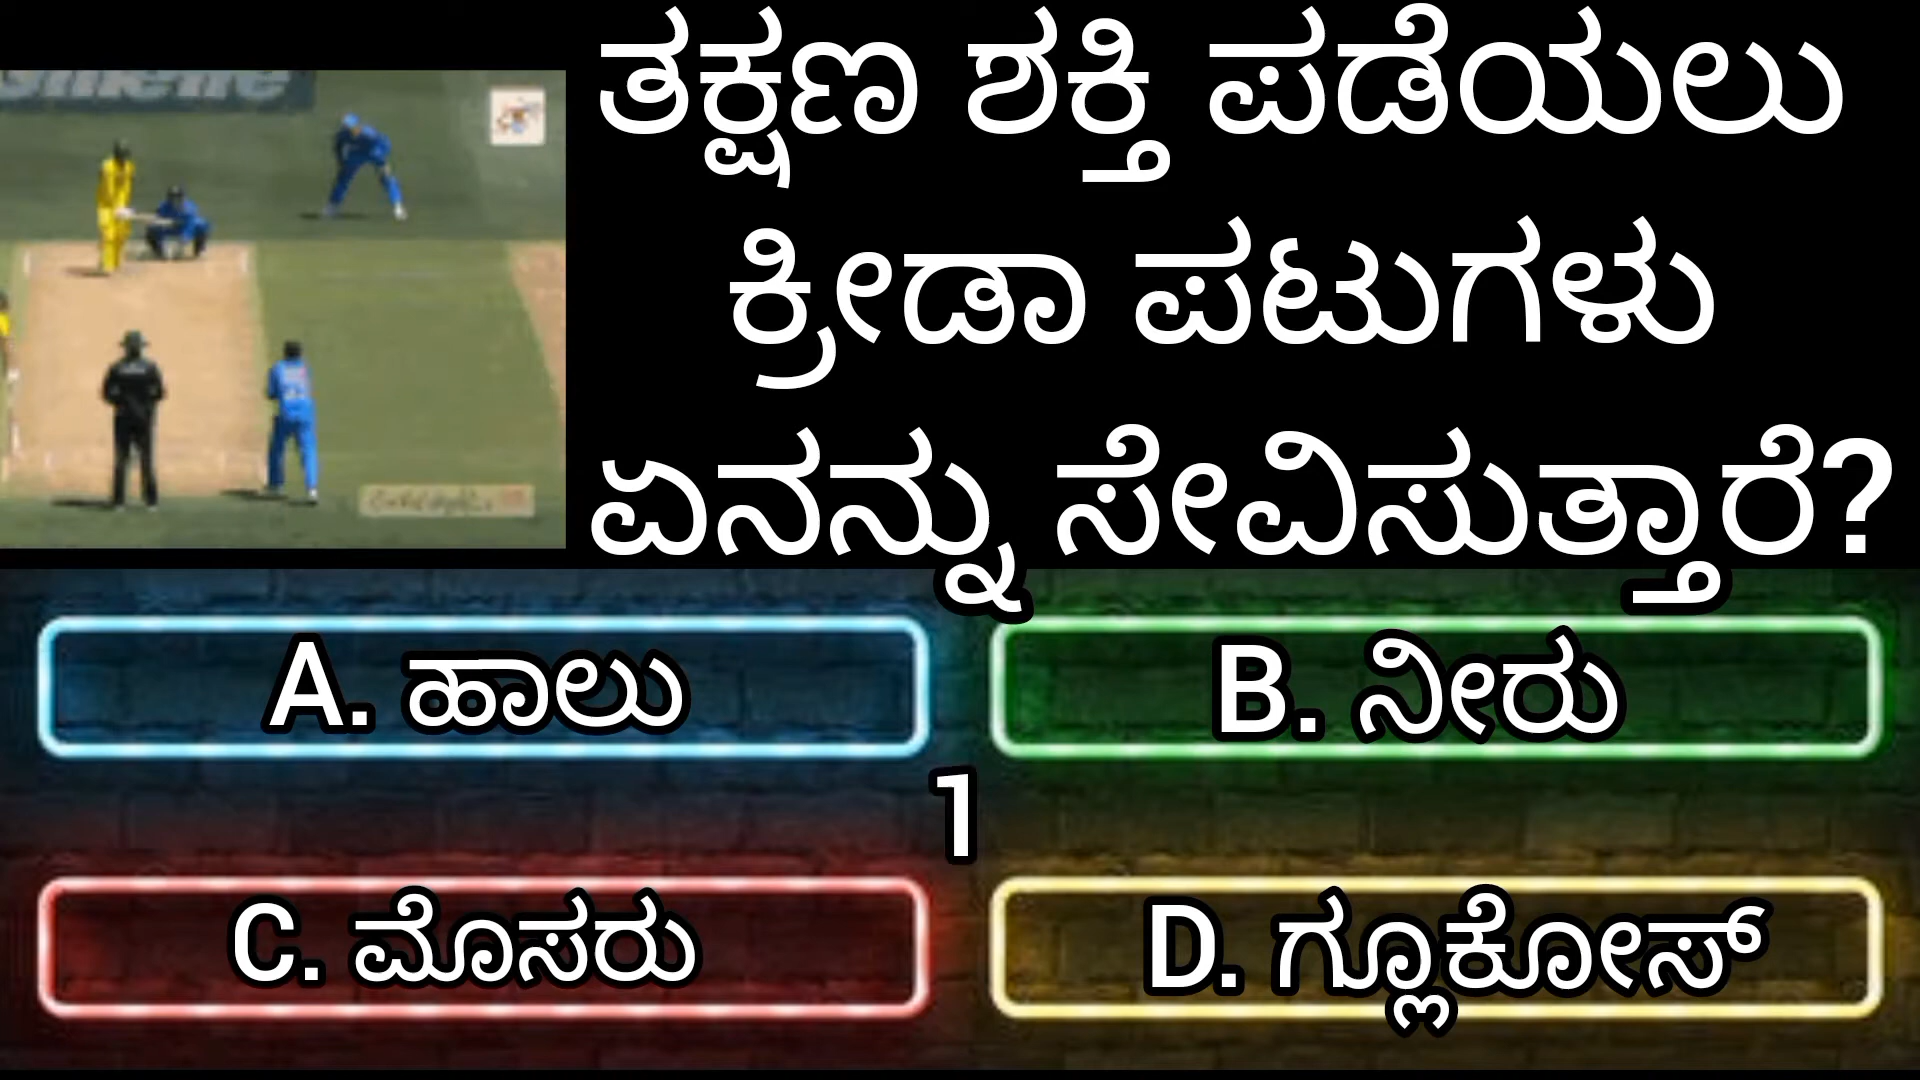 ತಕ್ಷಣ ಶಕ್ತಿ ಪಡೆಯಲು
ಕ್ರೀಡಾ ಪಟುಗಳು
ಏನನ್ನು ಸೇವಿಸುತ್ತಾರೆ?
A. ಹಾಲು
B. ನೀರು
1
C. ಮೊಸರು
D. ಗ್ಲೂಕೋಸ್